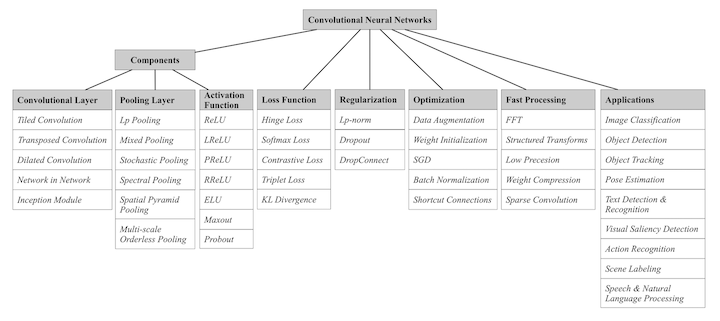 Convolutional Neural Networks
Components
Convolutional Layer
Tiled Convolution
Transposed Convolution
Dilated Convolution
Network in Network
Inception Module
Pooling Layer
Lp Pooling
Mixed Pooling
Stochastic Pooling
Spectral Pooling
Spatial Pyramid
Pooling
Multi-scale
Orderless Pooling
Activation
Function
ReLU
LReLU
PReLU
RReLU
ELU
Maxout
Probout
Loss Function
Hinge Loss
Softmax Loss
Contrastive Loss
Triplet Loss
KL Divergence
Regularization
Lp-norm
Dropout
DropConnect
Optimization
Data Augmentation
Weight Initialization
SGD
Batch Normalization
Shortcut Connections
Fast Processing
FFT
Structured Transforms
Low Precesion
Weight Compression
Sparse Convolution
Applications
Image Classification
Object Detection
Object Tracking
Pose Estimation
Text Detection &
Recognition
Visual Saliency Detection
Action Recognition
Scene Labeling
Speech & Natural
Language Processing